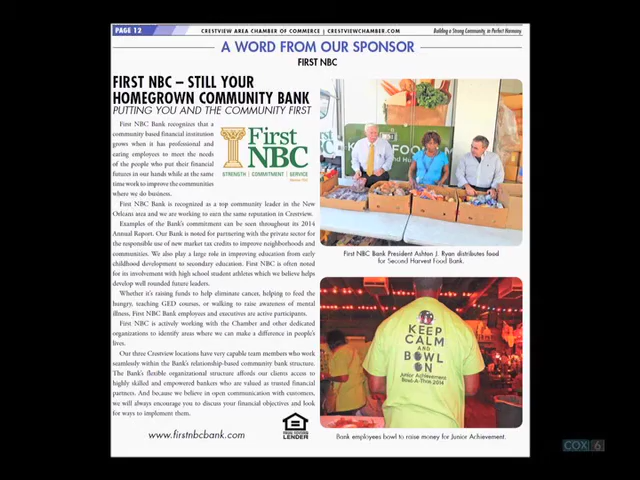 PAGE 12
CRESTVIEW AREA CHAMBER OF COMMERCE | CRESTVIEWCHAMBER.COM
Building a Strong Community, in Perfect Harmony
A WORD FROM OUR SPONSOR
FIRST NBC
FIRST NBC – STILL YOUR
HOMEGROWN COMMUNITY BANK
PUTTING YOU AND THE COMMUNITY FIRST
First NBC Bank recognizes that a
community based financial institution
grows when it has professional and
caring employees to meet the needs
of the people who put their financial
futures in our hands while at the same
time work to improve the communities
where we do business.
First
NBC
STRENGTH | COMMITMENT | SERVICE
First NBC Bank is recognized as a top community leader in the New
Orleans area and we are working to earn the same reputation in Crestview.
Examples of the Bank's commitment can be seen throughout its 2014
Annual Report. Our Bank is noted for partnering with the private sector for
the responsible use of new market tax credits to improve neighborhoods and
communities. We also play a large role in improving education from early
childhood development to secondary education. First NBC is often noted
for its involvement with high school student athletes which we believe helps
develop well rounded future leaders.
Whether it's raising funds to help eliminate cancer, helping to feed the
hungry, teaching GED courses, or walking to raise awareness of mental
illness, First NBC Bank employees and executives are active participants.
First NBC is actively working with the Chamber and other dedicated
organizations to identify areas where we can make a difference in people's
lives.
Our three Crestview locations have very capable team members who work
seamlessly within the Bank's relationship-based community bank structure.
The Bank's flexible organizational structure affords our clients access to
highly skilled and empowered bankers who are valued as trusted financial
partners. And because we believe in open communication with customers,
we will always encourage you to discuss your financial objectives and look
for ways to implement them.
www.firstnbcbank.com
LENDER
First NBC Bank President Ashton J. Ryan distributes food
for Second Harvest Food Bank.
KEEP
CALM
AND
BOWL
ON
Junior Achievement
Bowl-A-Thon 2014
Bank employees bowl to raise money for Junior Achievement.
COX 6